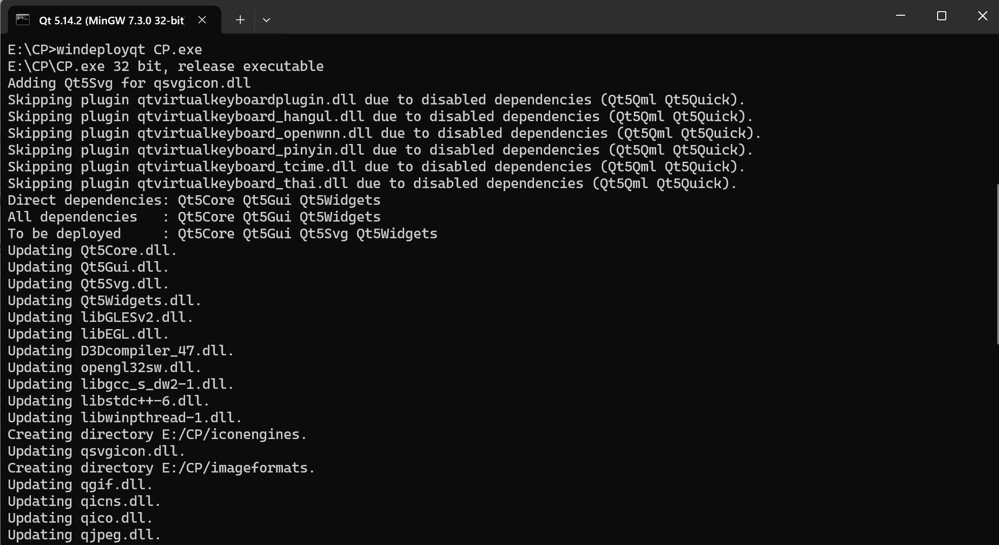 Qt 5.14.2 (MinGW 7.3.0 32-bit
E:\CP>windeployqt CP.exe
E:\CP\CP.exe 32 bit, release executable
Adding Qt5Svg for qsvgicon.dll
Skipping plugin qtvirtualkeyboardplugin.dll due to disabled dependencies (Qt5Qml Qt5Quick).
Skipping plugin qtvirtualkeyboard_hangul.dll due to disabled dependencies (Qt5Qml Qt5Quick).
Skipping plugin qtvirtualkeyboard_openwnn.dll due to disabled dependencies (Qt5Qml Qt5Quick).
Skipping plugin qtvirtualkeyboard_pinyin.dll due to disabled dependencies (Qt5Qml Qt5Quick).
Skipping plugin qtvirtualkeyboard_tcime.dll due to disabled dependencies (Qt5Qml Qt5Quick).
Skipping plugin qtvirtualkeyboard_thai.dll due to disabled dependencies (Qt5Qml Qt5Quick).
Direct dependencies: Qt5Core Qt5Gui Qt5Widgets
All dependencies   : Qt5Core Qt5Gui Qt5Widgets
To be deployed     : Qt5Core Qt5Gui Qt5Svg Qt5Widgets
Updating Qt5Core.dll.
Updating Qt5Gui.dll.
Updating Qt5Svg.dll.
Updating Qt5Widgets.dll.
Updating libGLESv2.dll.
Updating libEGL.dll.
Updating D3Dcompiler_47.dll.
Updating opengl32sw.dll.
Updating libgcc_s_dw2-1.dll.
Updating libstdc++-6.dll.
Updating libwinpthread-1.dll.
Creating directory E:/CP/iconengines.
Updating qsvgicon.dll.
Creating directory E:/CP/imageformats.
Updating qgif.dll.
Updating qicns.dll.
Updating qico.dll.
Updating qjpeg.dll.